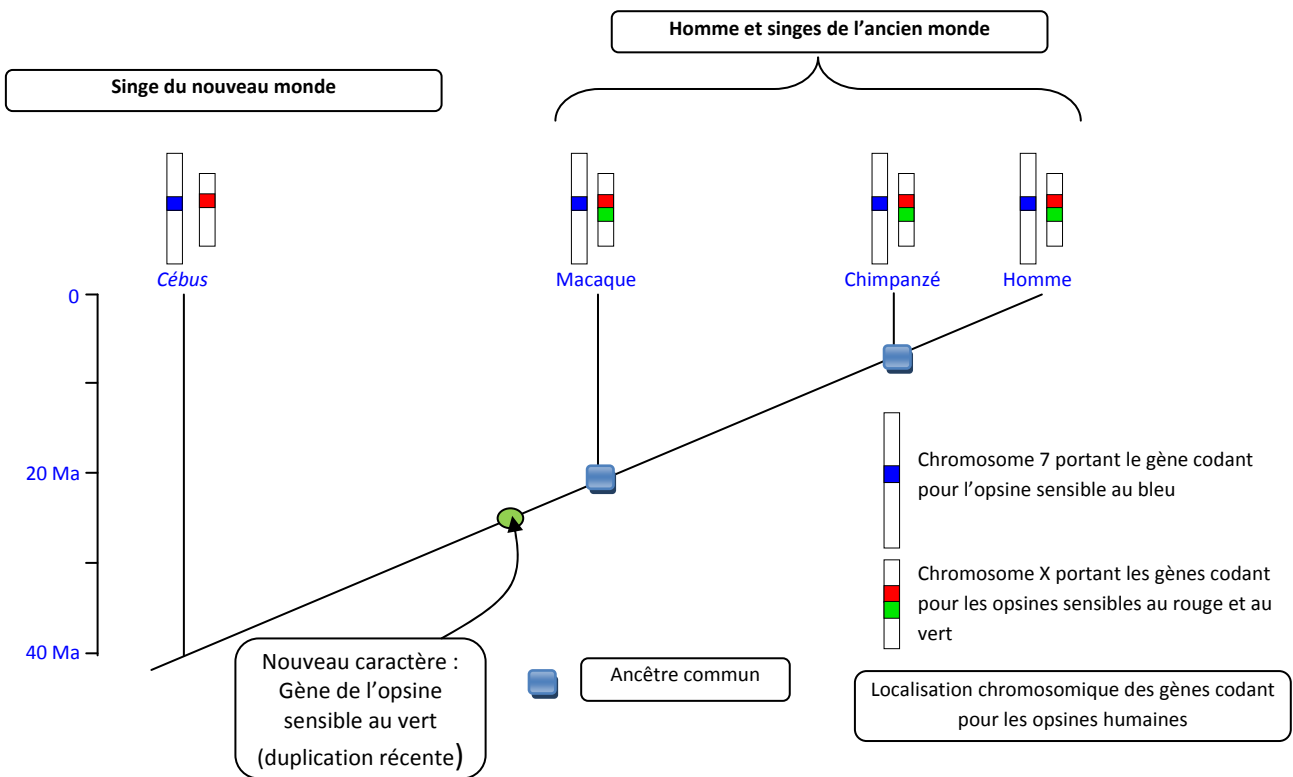 Homme et singes de l’ancien monde
Singe du nouveau monde
Cébus
Macaque
Chimpanzé
Homme
0
20 Ma
40 Ma
Chromosome 7 portant le gène codant
pour l’opsine sensible au bleu
Chromosome X portant les gènes codant
pour les opsines sensibles au rouge et au
vert
Nouveau caractère :
Gène de l’opsine
sensible au vert
(duplication récente)
Ancêtre commun
Localisation chromosomique des gènes codant
pour les opsines humaines